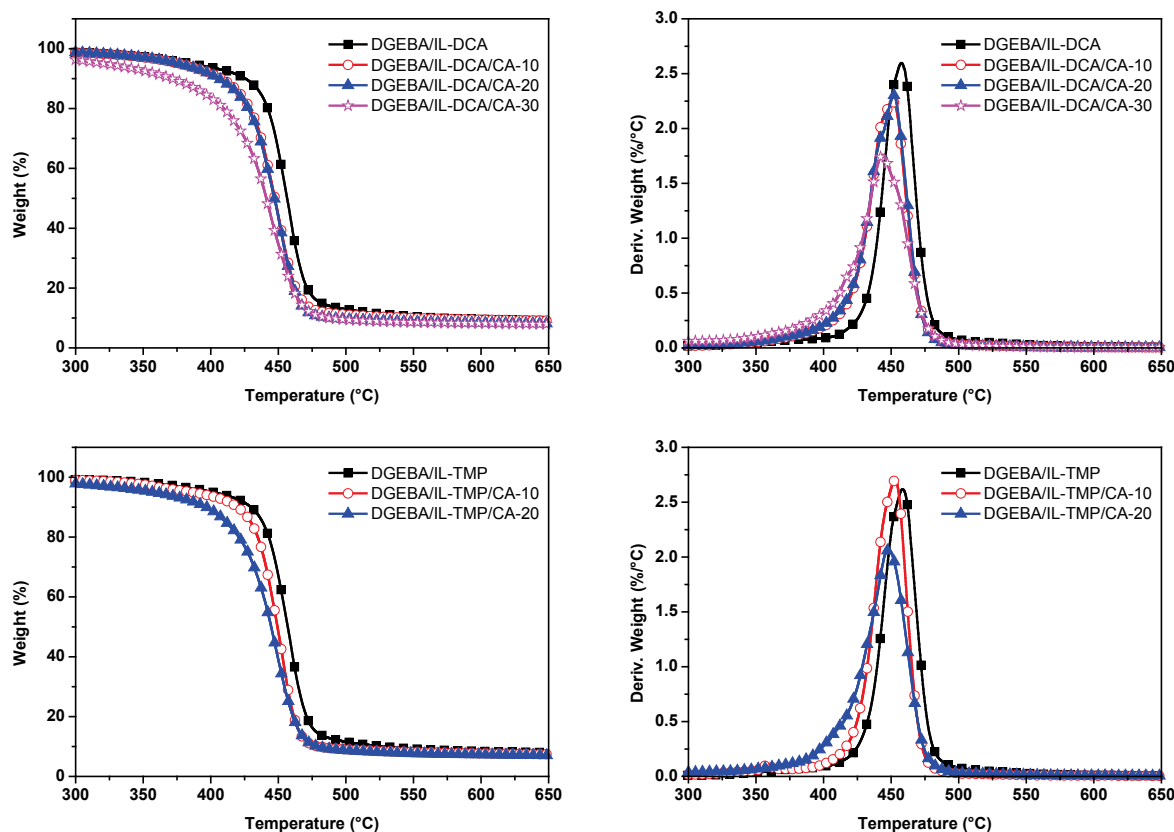 100
80
60
40
20
0
Weight (%)
DGEBA/IL-DCA
DGEBA/IL-DCA/CA-10
DGEBA/IL-DCA/CA-20
DGEBA/IL-DCA/CA-30
300 350 400 450 500 550 600 650
Temperature (°C)
3.0
2.5
2.0
1.5
1.0
0.5
0.0
Deriv. Weight (%/°C)
DGEBA/IL-DCA
DGEBA/IL-DCA/CA-10
DGEBA/IL-DCA/CA-20
DGEBA/IL-DCA/CA-30
300 350 400 450 500 550 600 650
Temperature (°C)
100
80
60
40
20
0
Weight (%)
DGEBA/IL-TMP
DGEBA/IL-TMP/CA-10
DGEBA/IL-TMP/CA-20
300 350 400 450 500 550 600 650
Temperature (°C)
3.0
2.5
2.0
1.5
1.0
0.5
0.0
Deriv. Weight (%/°C)
DGEBA/IL-TMP
DGEBA/IL-TMP/CA-10
DGEBA/IL-TMP/CA-20
300 350 400 450 500 550 600 650
Temperature (°C)